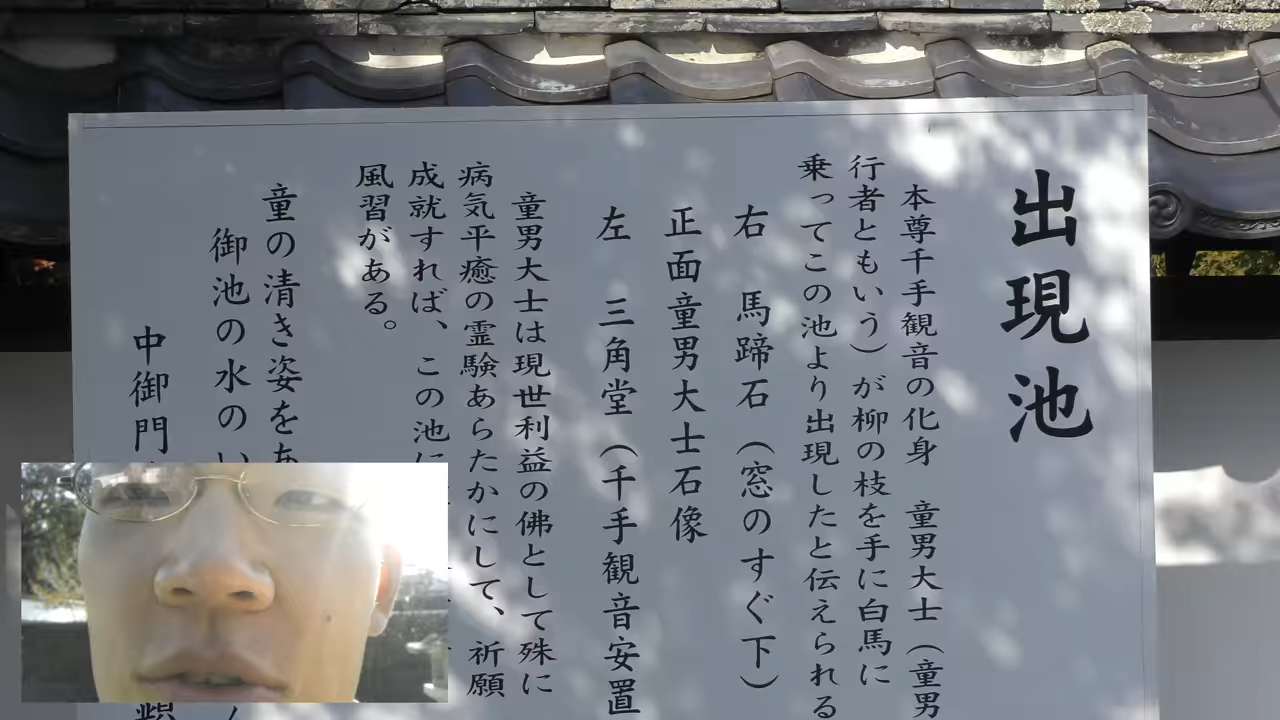 出現池
本尊千手観音の化身 童男大士（童男
行者ともいう）が柳の枝を手に白馬に
乗ってこの池より出現したと伝えられる
右 馬蹄石（窓のすぐ下）
正面童男大士石像
左 三角堂（千手観音安置
童男大士は現世利益の佛として殊に
病気平癒の霊験あらたかにして、祈願
成就すれば、この池に
風習がある。
童の清き姿をあ
御池の水のい
中御門